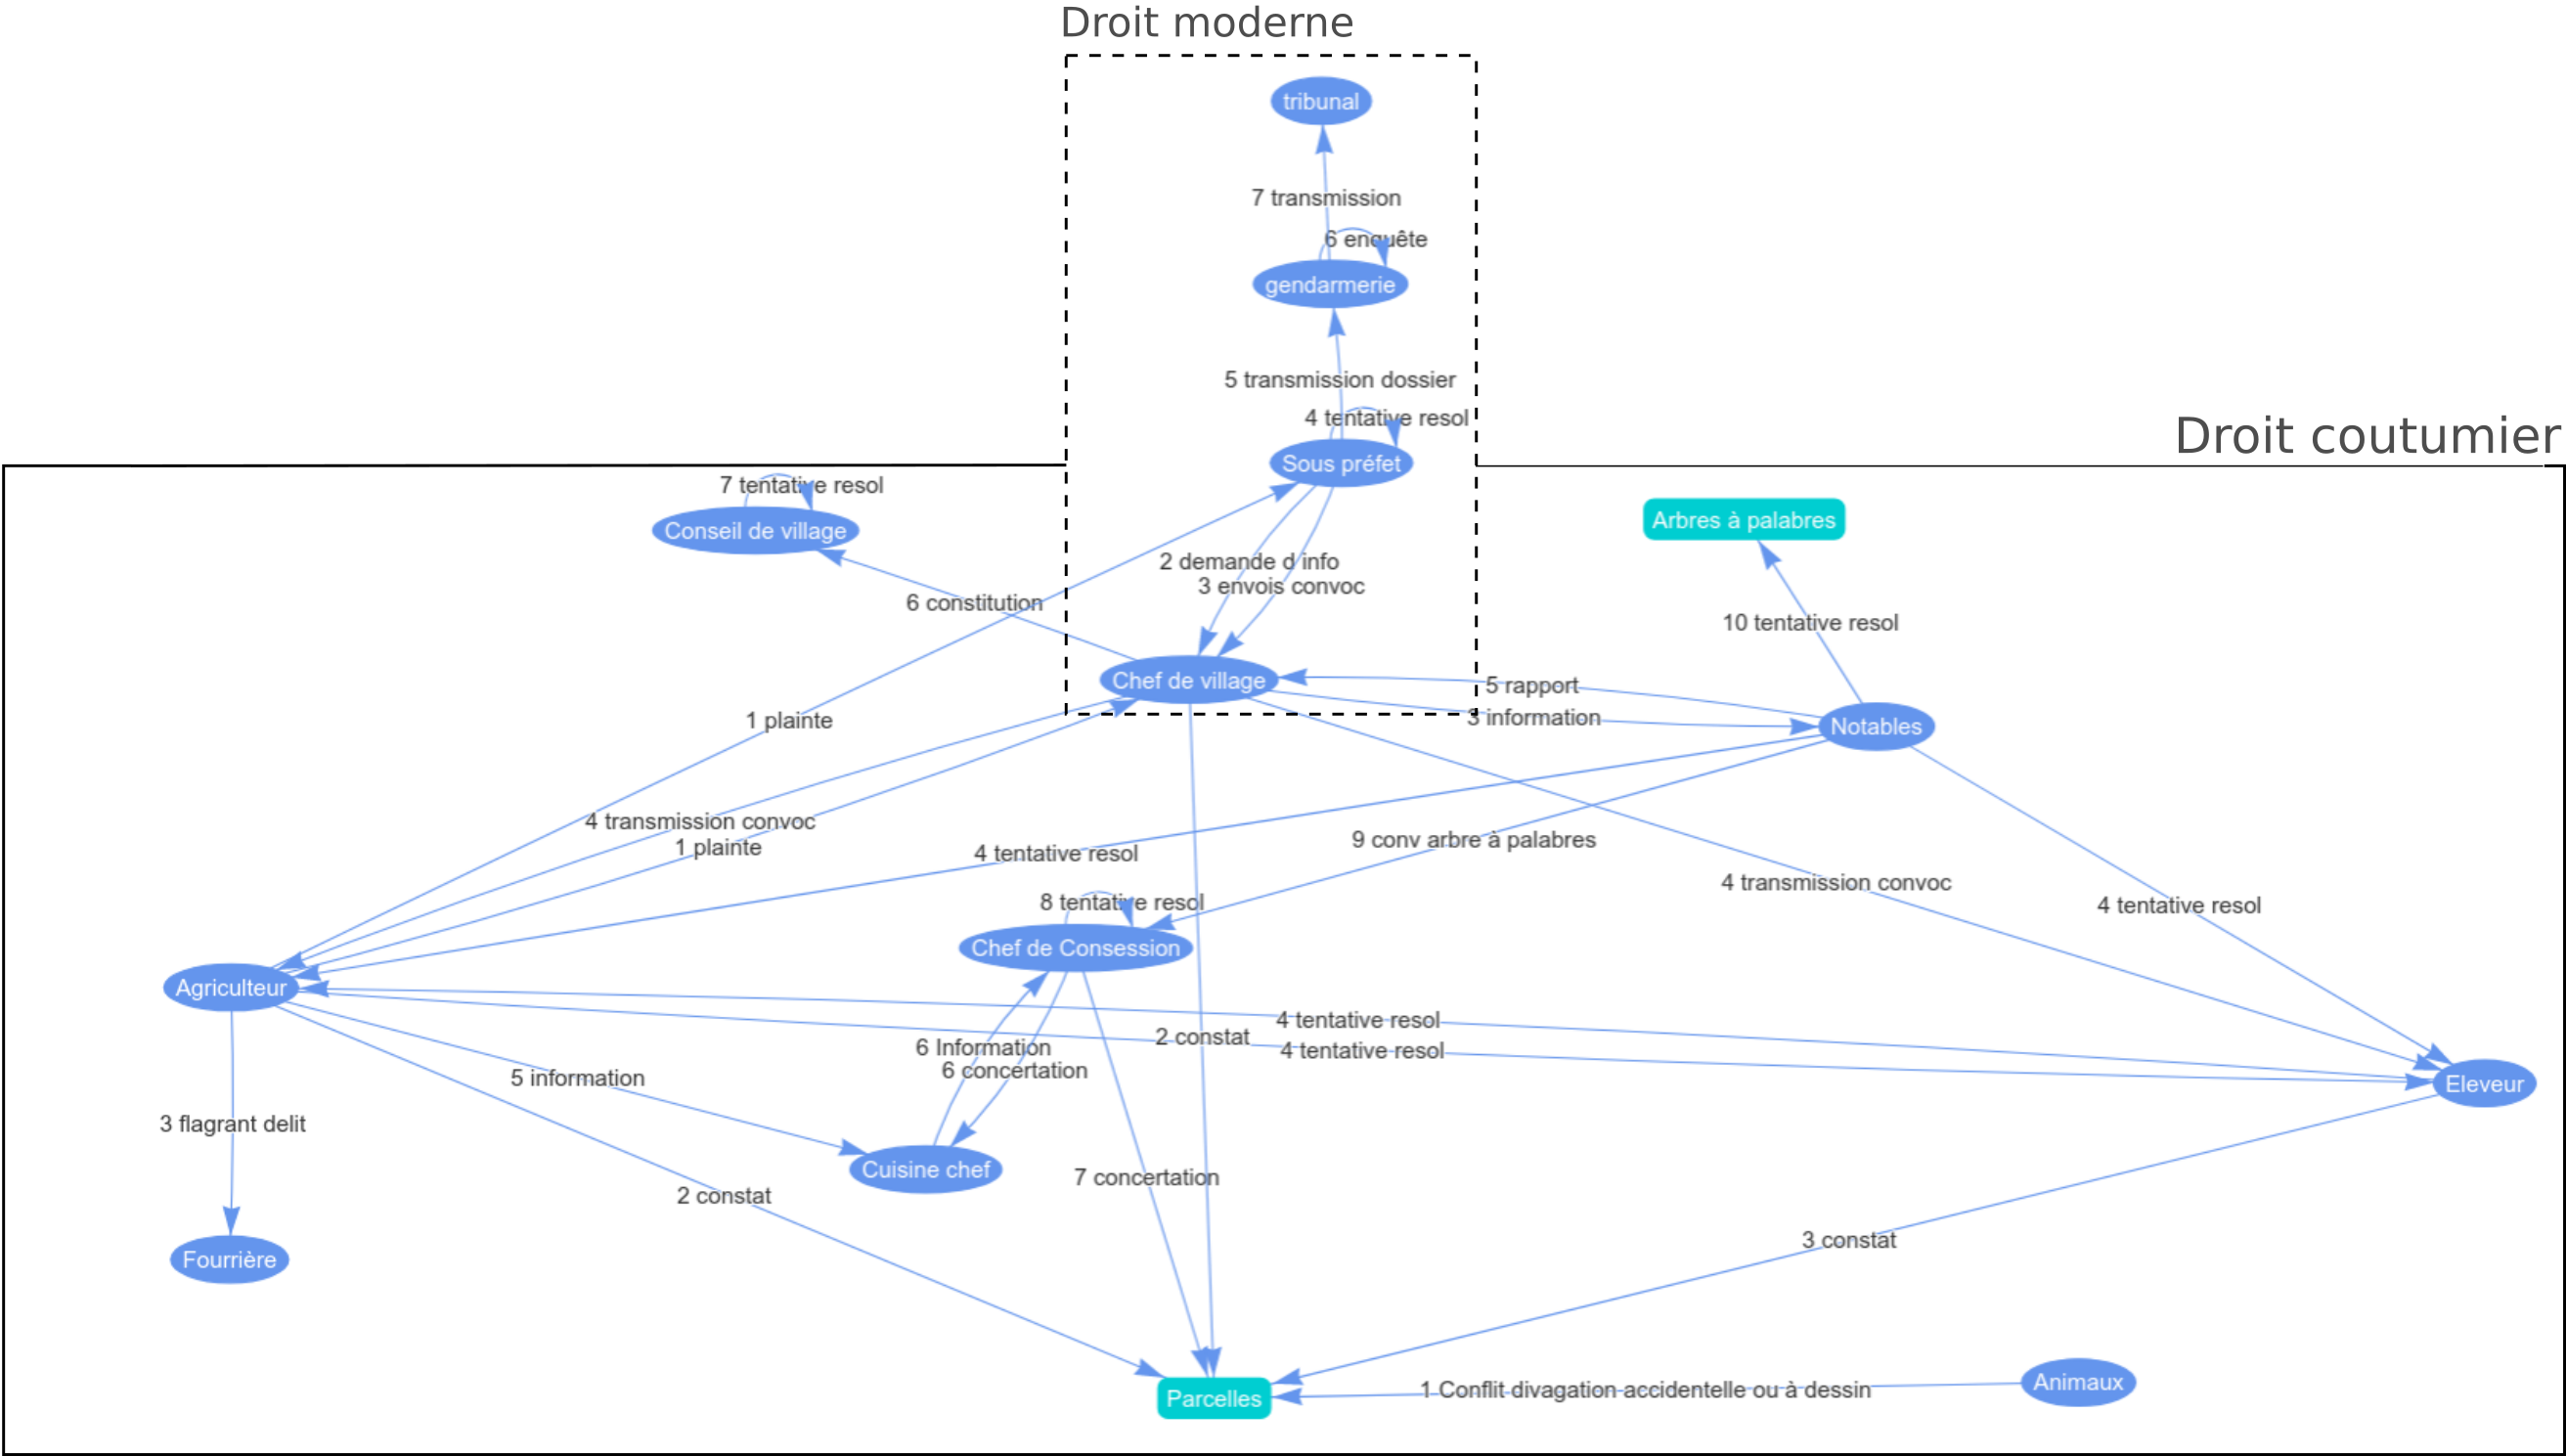 Droit moderne
tribunal
7 transmission
6 enquête
gendarmerie
5 transmission dossier
4 tentative resol
Droit coutumier
Sous préfet
7 tentative resol
Conseil de village
Arbres à palabres
2 demande d info
3 envois convoc
6 constitution
10 tentative resol
Chef de village
5 rapport
3 information
1 plainte
Notables
4 transmission convoc
1 plainte
4 tentative resol
9 conv arbre à palabres
4 transmission convoc
8 tentative resol
4 tentative resol
Chef de Consession
Agriculteur
4 tentative resol
2 constat
6 Information
4 tentative resol
6 concertation
5 information
Eleveur
3 flagrant delit
Cuisine chef
7 concertation
2 constat
3 constat
Fourrière
Animaux
1 Conflit divagation accidentelle ou à dessin
Parcelles